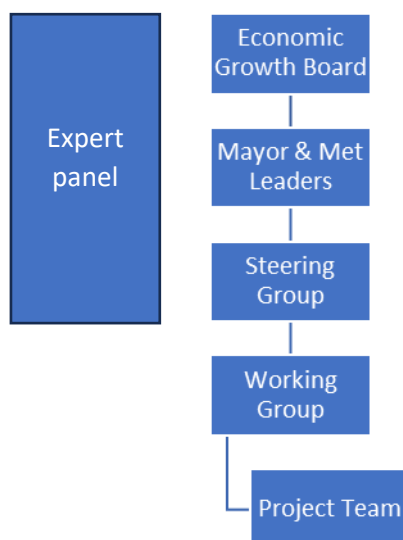 Expert
panel
Economic
Growth Board
Mayor & Met
Leaders
Steering
Group
Working
Group
Project Team